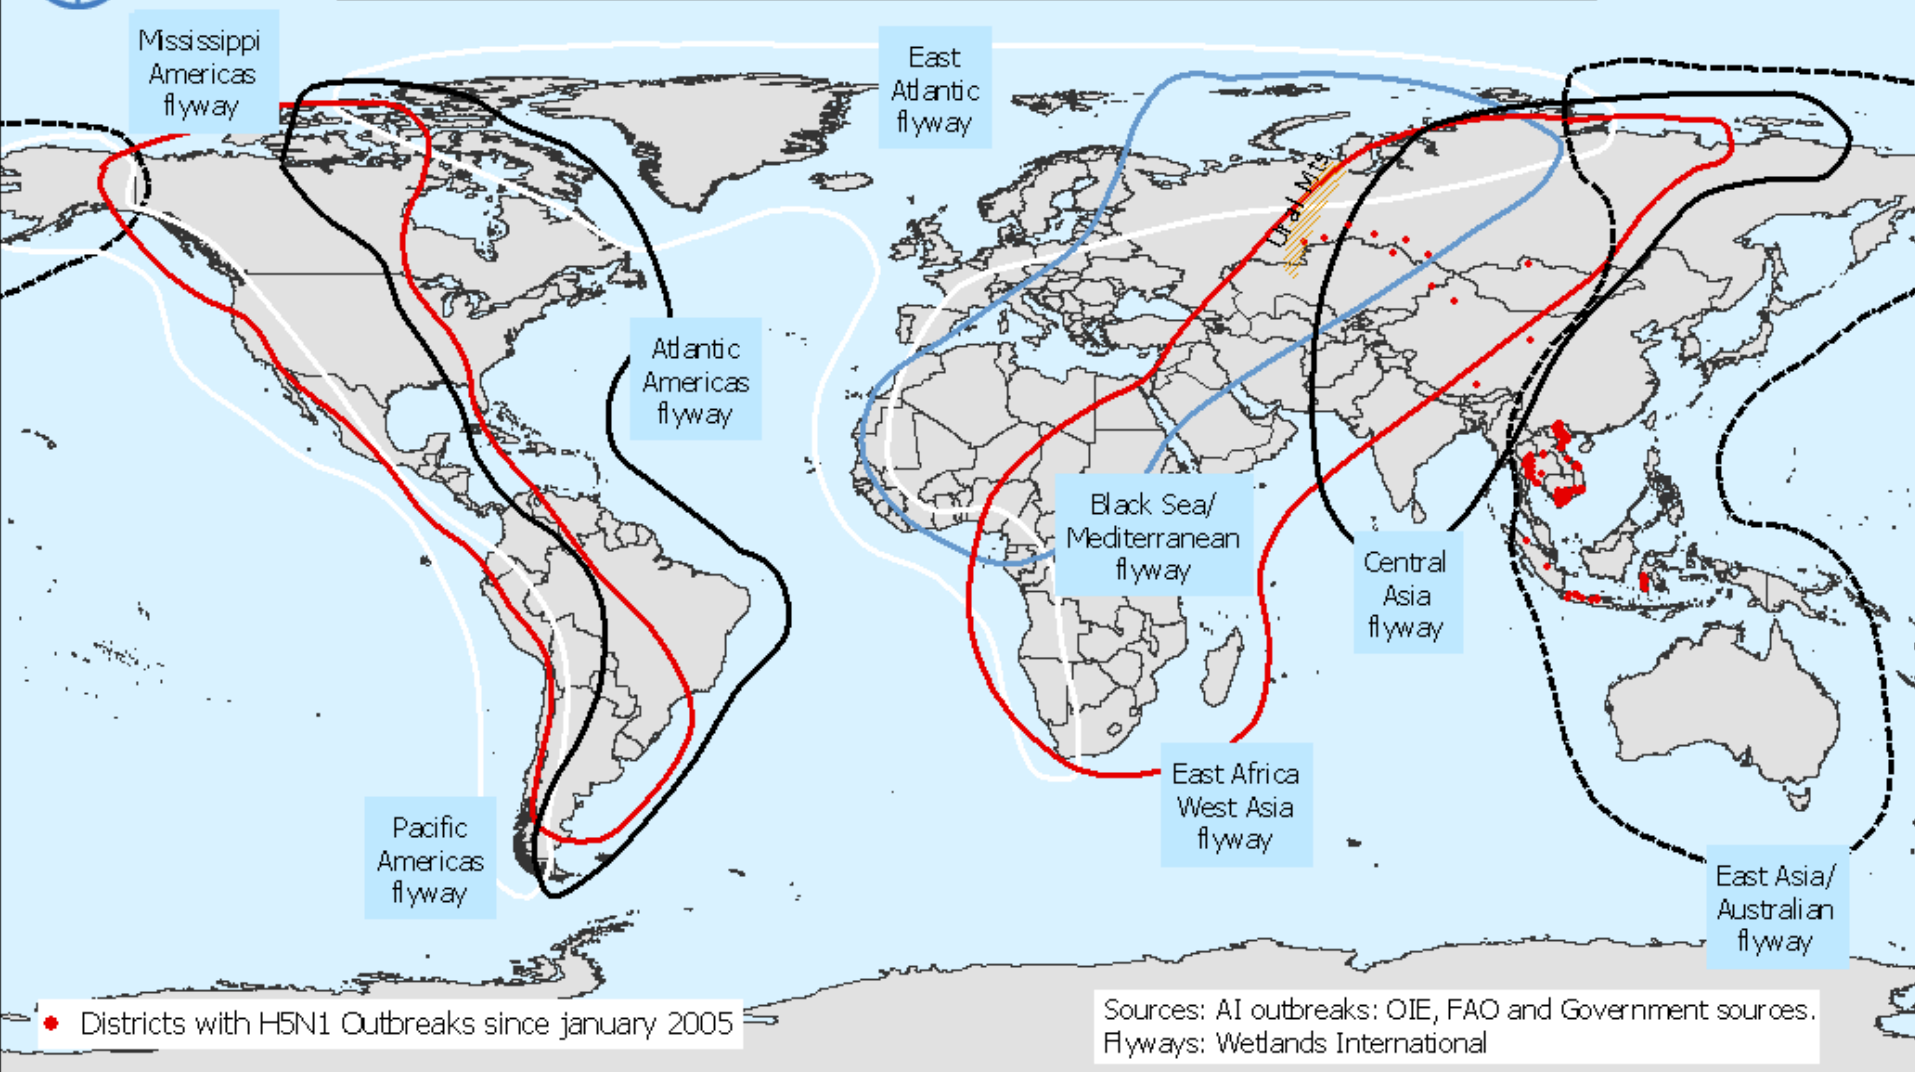 Mississippi
Americas
flyway
East
Atlantic
flyway
Ural Mts.
Atlantic
Americas
flyway
Black Sea/
Mediterranean
flyway
Central
Asia
flyway
East Africa
West Asia
flyway
Pacific
Americas
flyway
East Asia/
Australian
flyway
Districts with H5N1 Outbreaks since january 2005
Sources: AI outbreaks: OIE, FAO and Government sources.
Flyways: Wetlands International